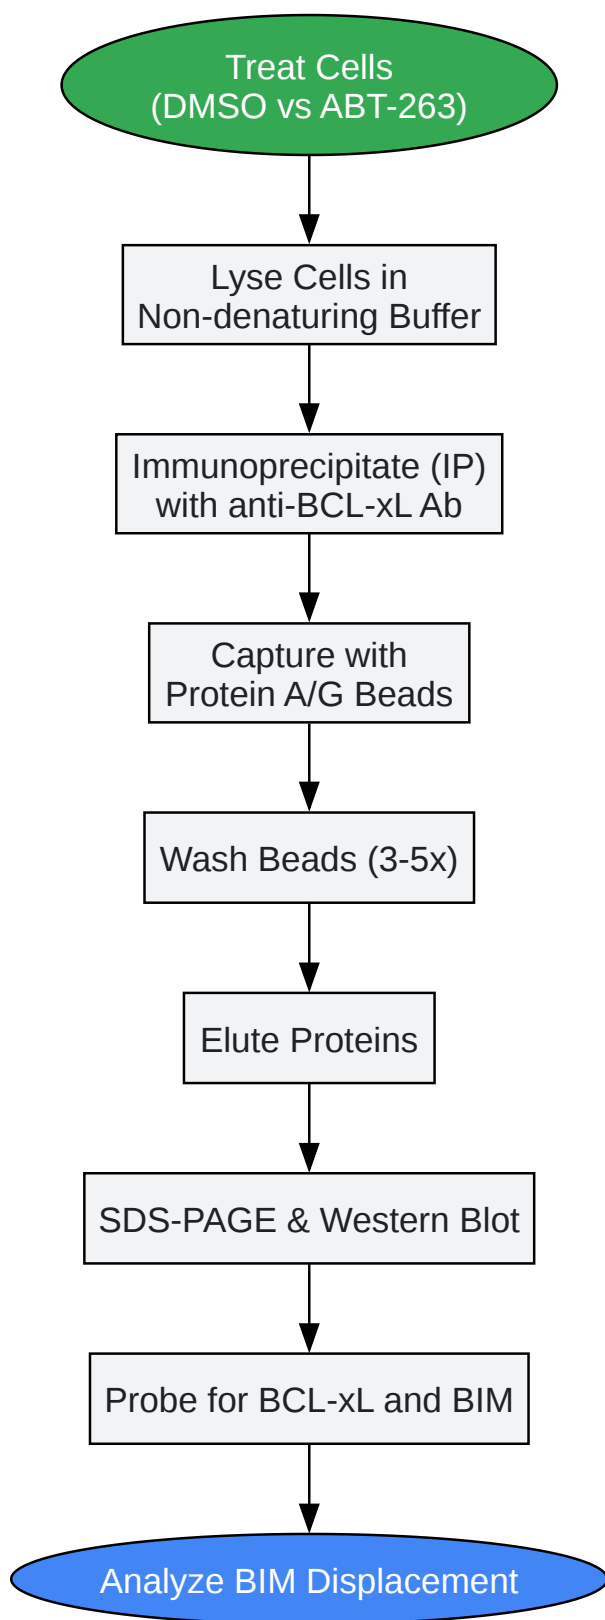 Treat Cells
(DMSO vs ABT-263)
Lyse Cells in
Non-denaturing Buffer
Immunoprecipitate (IP)
with anti-BCL-xL Ab
Capture with
Protein A/G Beads
Wash Beads (3-5x)
Elute Proteins
SDS-PAGE & Western Blot
Probe for BCL-xL and BIM
Analyze BIM Displacement